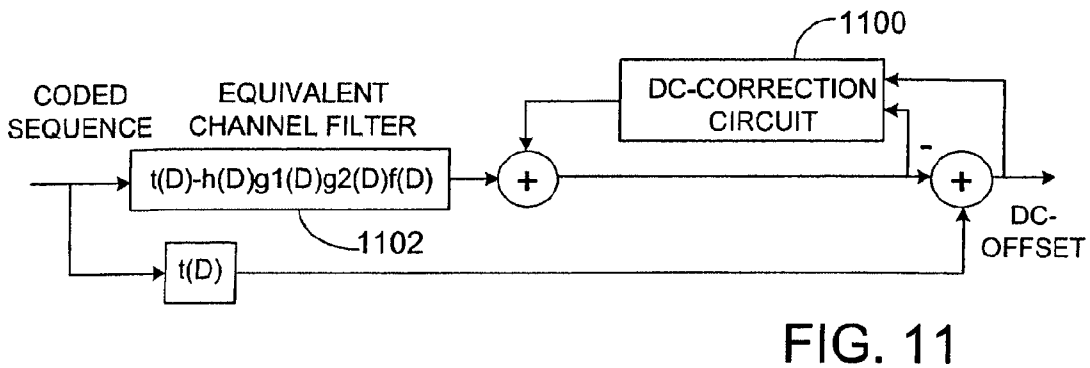 1100
CODED
SEQUENCE
EQUIVALENT
CHANNEL FILTER
DC-CORRECTION
CIRCUIT
t(D)-h(D)g1(D)g2(D)f(D)
+
-
+
1102
DC-
OFFSET
t(D)
FIG. 11